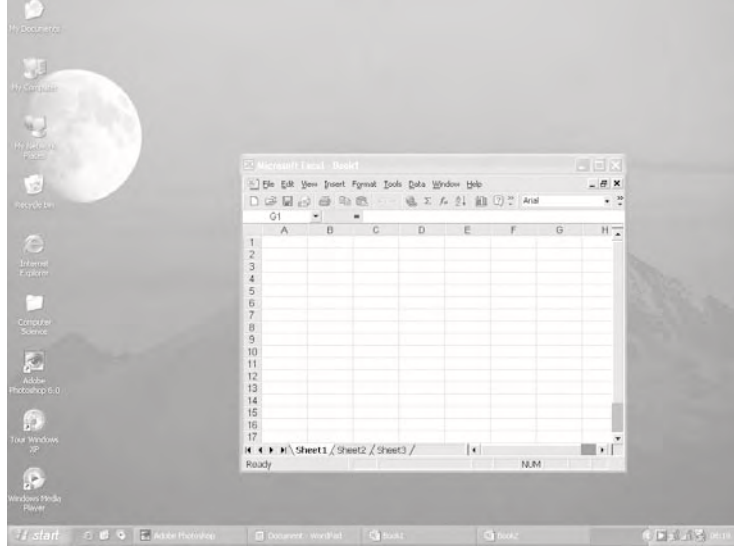 My Documents
My Computer
My Network
Places
Recycle Bin
Internet
Explorer
Computer
Science
Adobe
Photoshop 6.0
Tour Windows
XP
Windows Media
Player
Microsoft Excel - Book1
File Edit View Insert Format Tools Data Window Help
Arial
G1 =
A B C D E F G H
1
2
3
4
5
6
7
8
9
10
11
12
13
14
15
16
17
Sheet1 / Sheet2 / Sheet3 /
Ready NUM
start Adobe Photoshop Document - WordPad Book2